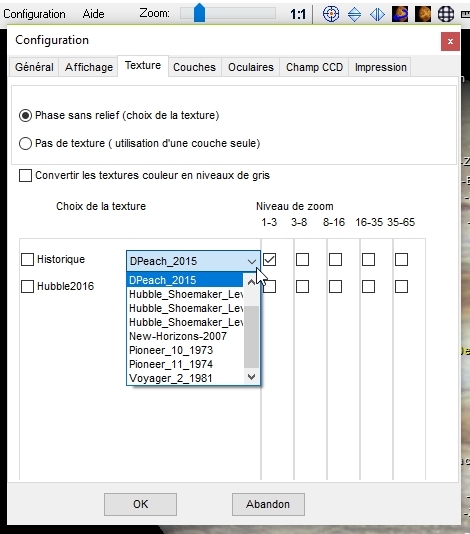 Configuration Aide Zoom: 1:1
Configuration x
Général Affichage Texture Couches Oculaires Champ CCD Impression
Phase sans relief (choix de la texture)
Pas de texture ( utilisation d'une couche seule)
Convertir les textures couleur en niveaux de gris
Choix de la texture Niveau de zoom
1-3 3-8 8-16 16-35 35-65
Historique DPeach_2015
Hubble2016
DPeach_2015
Hubble_Shoemaker_Lev
Hubble_Shoemaker_Lev
Hubble_Shoemaker_Lev
New-Horizons-2007
Pioneer_10_1973
Pioneer_11_1974
Voyager_2_1981
OK Abandon